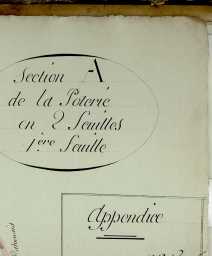 Section A
de la Poterie
en 2 Feuilles
1ère Feuille
Appendice